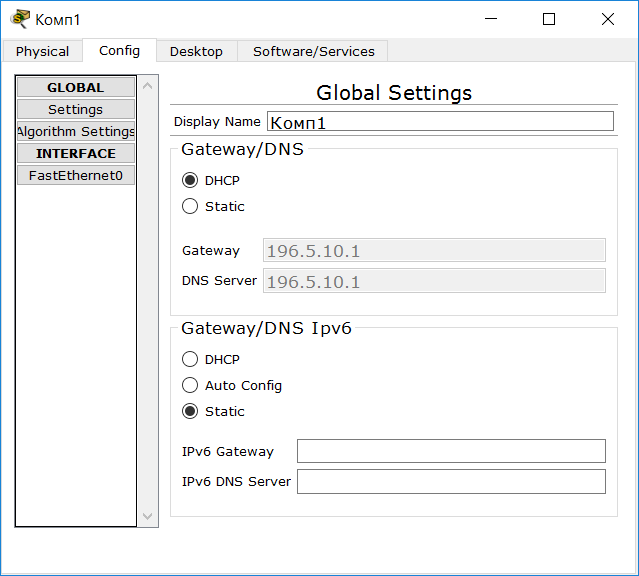 Комп1
Physical Config Desktop Software/Services
GLOBAL
Settings
Algorithm Settings
INTERFACE
FastEthernet0
Global Settings
Display Name Комп1
Gateway/DNS
DHCP
Static
Gateway 196.5.10.1
DNS Server 196.5.10.1
Gateway/DNS Ipv6
DHCP
Auto Config
Static
IPv6 Gateway
IPv6 DNS Server